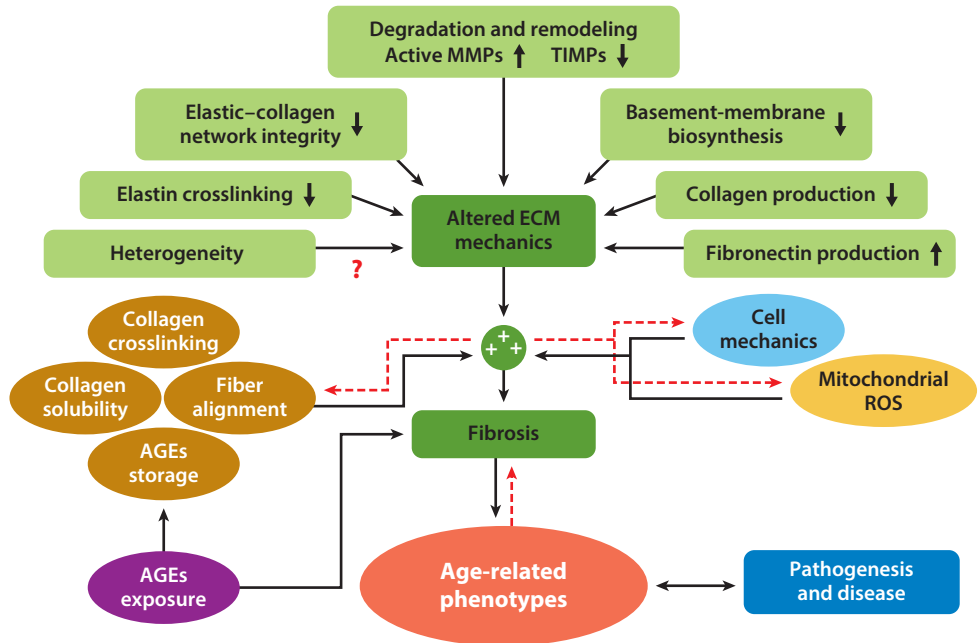 Degradation and remodeling
Active MMPs ↑ TIMPs ↓
Elastic–collagen
network integrity ↓
Basement-membrane
biosynthesis ↓
Elastin crosslinking ↓
Collagen production ↓
Altered ECM
mechanics
Heterogeneity
?
Fibronectin production ↑
Collagen
crosslinking
+++
Cell
mechanics
Collagen
solubility
Fiber
alignment
Mitochondrial
ROS
AGEs
storage
Fibrosis
AGEs
exposure
Age-related
phenotypes
Pathogenesis
and disease